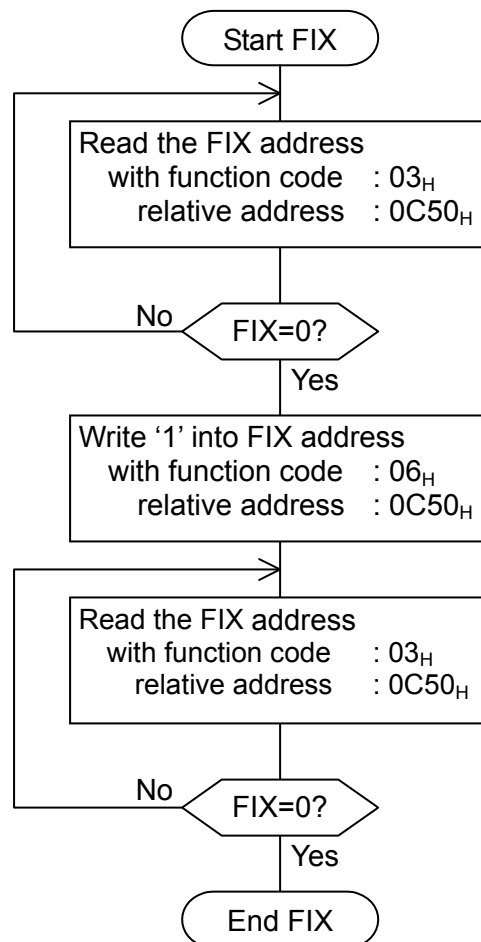 Start FIX
Read the FIX address
with function code : 03H
relative address : 0C50H
No
FIX=0?
Yes
Write ‘1’ into FIX address
with function code : 06H
relative address : 0C50H
Read the FIX address
with function code : 03H
relative address : 0C50H
No
FIX=0?
Yes
End FIX